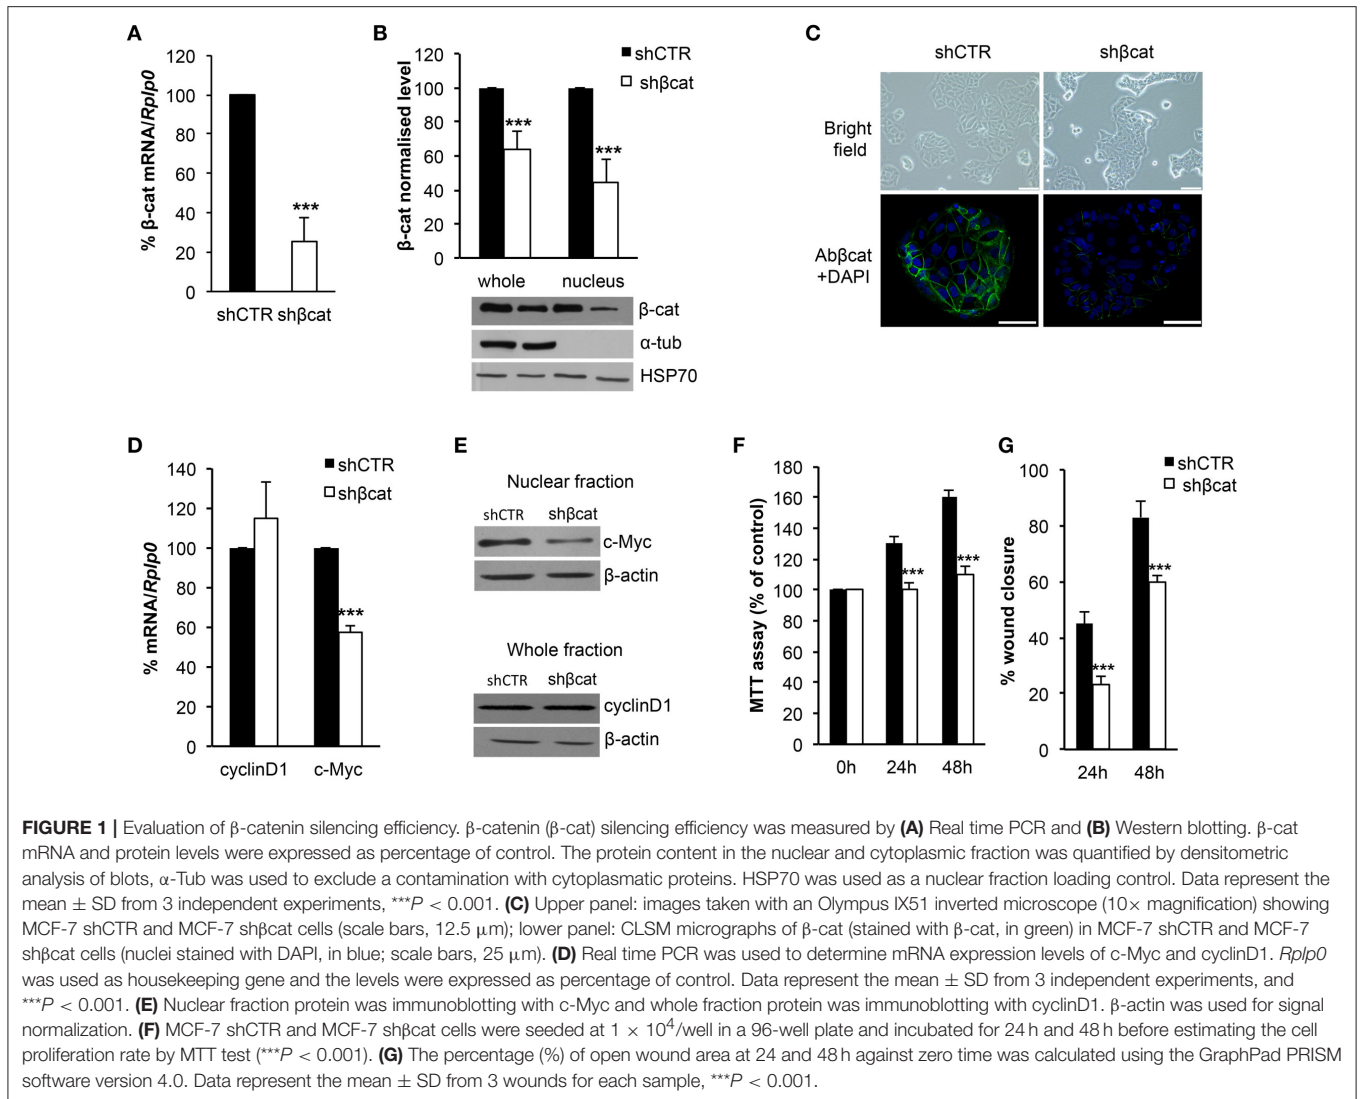 A
120
100
80
60
40
20
0
% β-cat mRNA/Rplp0
***
shCTR shβcat
B
120
100
80
60
40
20
0
β-cat normalised level
shCTR
shβcat
***
***
whole nucleus
β-cat
α-tub
HSP70
C
shCTR shβcat
Bright
field
Abβcat
+DAPI
D
140
120
100
80
60
40
20
0
% mRNA/Rplp0
shCTR
shβcat
***
cyclinD1 c-Myc
E
Nuclear fraction
shCTR shβcat
c-Myc
β-actin
Whole fraction
shCTR shβcat
cyclinD1
β-actin
F
180
160
140
120
100
80
60
40
20
0
MTT assay (% of control)
***
***
0h 24h 48h
G
100
80
60
40
20
0
% wound closure
shCTR
shβcat
***
***
24h 48h
FIGURE 1 | Evaluation of β-catenin silencing efficiency. β-catenin (β-cat) silencing efficiency was measured by (A) Real time PCR and (B) Western blotting. β-cat
mRNA and protein levels were expressed as percentage of control. The protein content in the nuclear and cytoplasmic fraction was quantified by densitometric
analysis of blots, α-Tub was used to exclude a contamination with cytoplasmatic proteins. HSP70 was used as a nuclear fraction loading control. Data represent the
mean ± SD from 3 independent experiments, ***P < 0.001. (C) Upper panel: images taken with an Olympus IX51 inverted microscope (10× magnification) showing
MCF-7 shCTR and MCF-7 shβcat cells (scale bars, 12.5 μm); lower panel: CLSM micrographs of β-cat (stained with β-cat, in green) in MCF-7 shCTR and MCF-7
shβcat cells (nuclei stained with DAPI, in blue; scale bars, 25 μm). (D) Real time PCR was used to determine mRNA expression levels of c-Myc and cyclinD1. Rplp0
was used as housekeeping gene and the levels were expressed as percentage of control. Data represent the mean ± SD from 3 independent experiments, and
***P < 0.001. (E) Nuclear fraction protein was immunoblotting with c-Myc and whole fraction protein was immunoblotting with cyclinD1. β-actin was used for signal
normalization. (F) MCF-7 shCTR and MCF-7 shβcat cells were seeded at 1 × 10⁴/well in a 96-well plate and incubated for 24 h and 48 h before estimating the cell
proliferation rate by MTT test (***P < 0.001). (G) The percentage (%) of open wound area at 24 and 48 h against zero time was calculated using the GraphPad PRISM
software version 4.0. Data represent the mean ± SD from 3 wounds for each sample, ***P < 0.001.